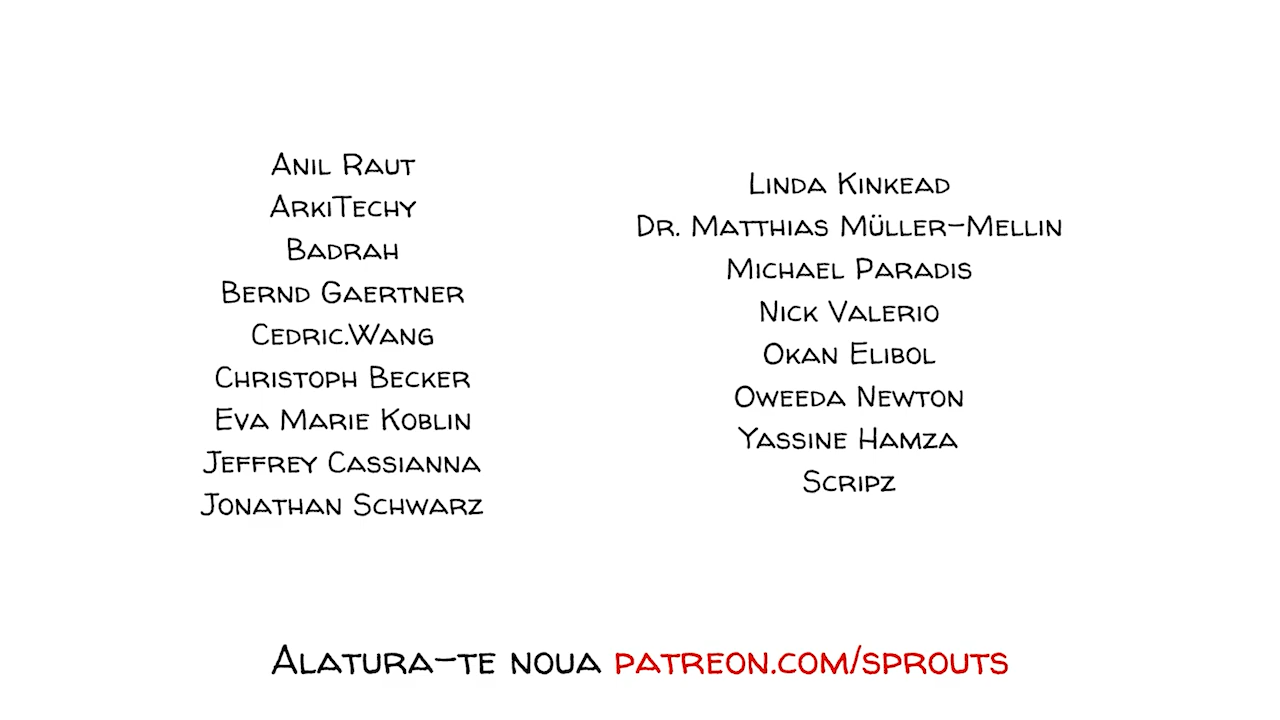 Anil Raut
ArkiTechy
Badrah
Bernd Gaertner
Cedric.Wang
Christoph Becker
Eva Marie Koblin
Jeffrey Cassianna
Jonathan Schwarz
Linda Kinkead
Dr. Matthias Müller-Mellin
Michael Paradis
Nick Valerio
Okan Elibol
Oweeda Newton
Yassine Hamza
Scripz
Alatura-te noua patreon.com/sprouts